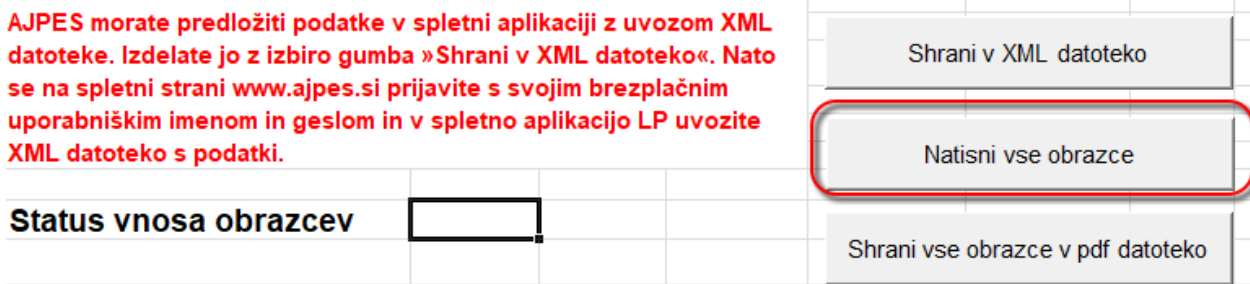 AJPES morate predložiti podatke v spletni aplikaciji z uvozom XML
datoteke. Izdelate jo z izbiro gumba »Shrani v XML datoteko«. Nato
se na spletni strani www.ajpes.si prijavite s svojim brezplačnim
uporabniškim imenom in geslom in v spletno aplikacijo LP uvozite
XML datoteko s podatki.
Status vnosa obrazcev
Shrani v XML datoteko
Natisni vse obrazce
Shrani vse obrazce v pdf datoteko